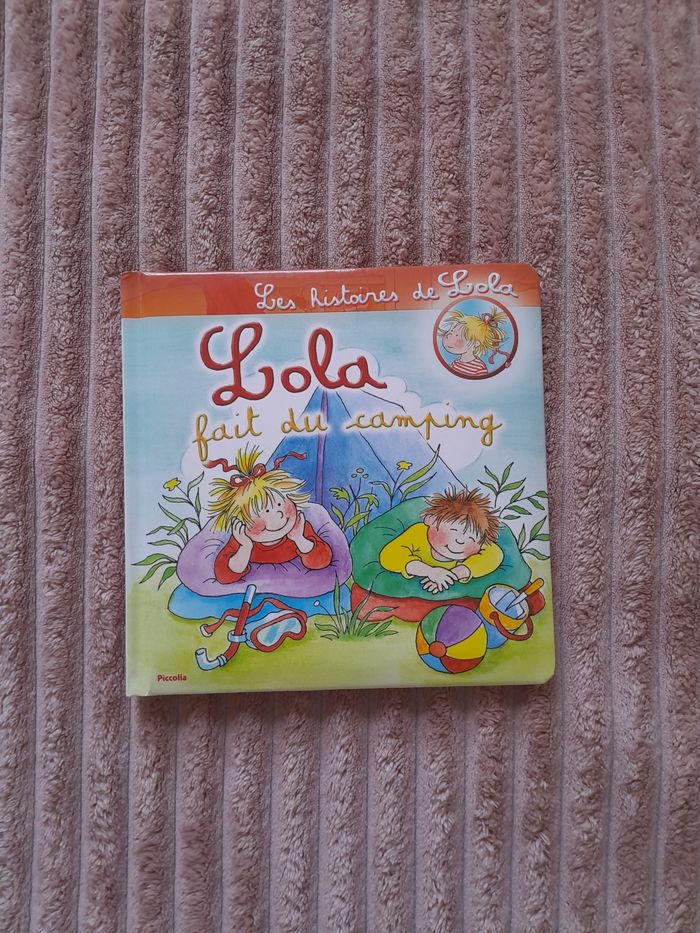 Les histoires de Lola
Lola
fait du camping
Piccolia